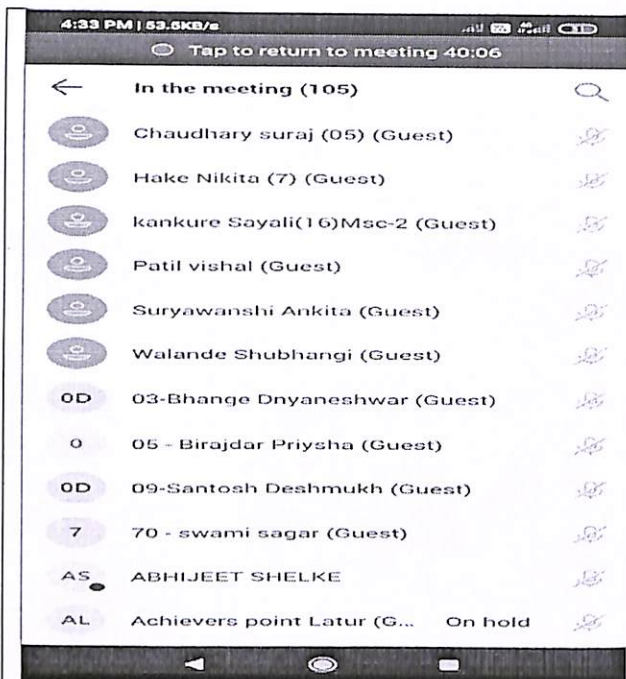 4:33 PM | 53.5KB/s
Tap to return to meeting 40:06
In the meeting (105)
Chaudhary suraj (05) (Guest)
Hake Nikita (7) (Guest)
kankure Sayali(16)Msc-2 (Guest)
Patil vishal (Guest)
Suryawanshi Ankita (Guest)
Walande Shubhangi (Guest)
0D 03-Bhange Dnyaneshwar (Guest)
0 05 - Birajdar Priysha (Guest)
0D 09-Santosh Deshmukh (Guest)
7 70 - swami sagar (Guest)
AS ABHIJEET SHELKE
AL Achievers point Latur (G... On hold